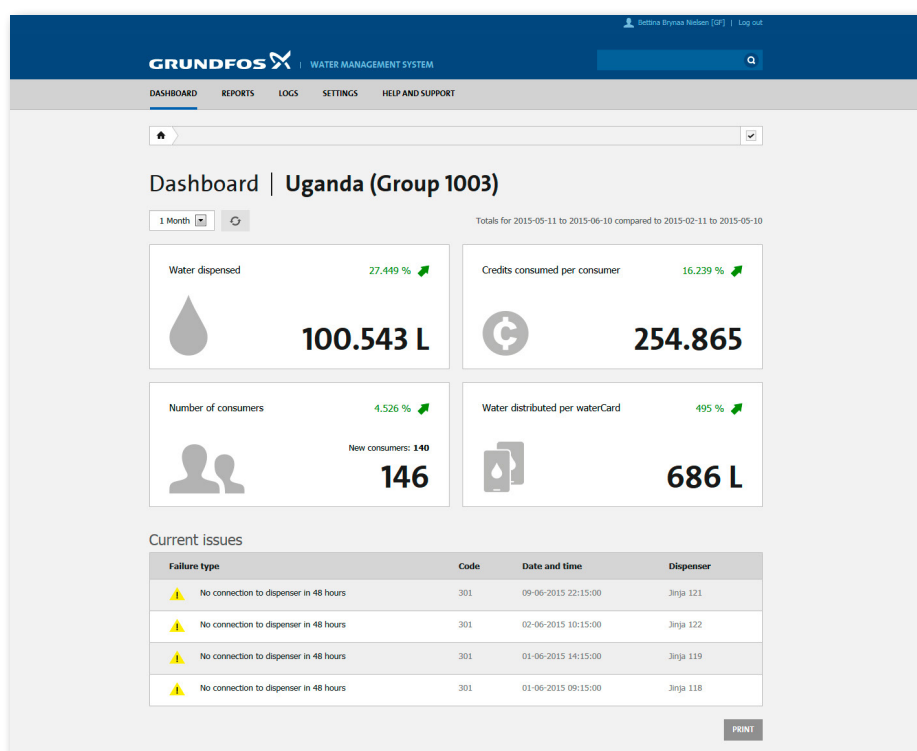 Bettina Brynaa Nielsen [GF] | Log out
GRUNDFOS | WATER MANAGEMENT SYSTEM
DASHBOARD REPORTS LOGS SETTINGS HELP AND SUPPORT
Dashboard | Uganda (Group 1003)
1 Month Totals for 2015-05-11 to 2015-06-10 compared to 2015-02-11 to 2015-05-10
Water dispensed 27.449 %
100.543 L
Credits consumed per consumer 16.239 %
¢ 254.865
Number of consumers 4.526 %
New consumers: 140
146
Water distributed per waterCard 495 %
686 L
Current issues
Failure type Code Date and time Dispenser
! No connection to dispenser in 48 hours 301 09-06-2015 22:15:00 Jinja 121
! No connection to dispenser in 48 hours 301 02-06-2015 10:15:00 Jinja 122
! No connection to dispenser in 48 hours 301 01-06-2015 14:15:00 Jinja 119
! No connection to dispenser in 48 hours 301 01-06-2015 09:15:00 Jinja 118
PRINT